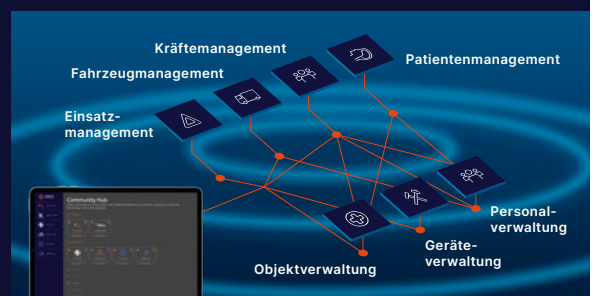 Kräftemanagement
Patientenmanagement
Fahrzeugmanagement
Einsatz-
management
Community Hub
Personal-
verwaltung
Geräte-
verwaltung
Objektverwaltung